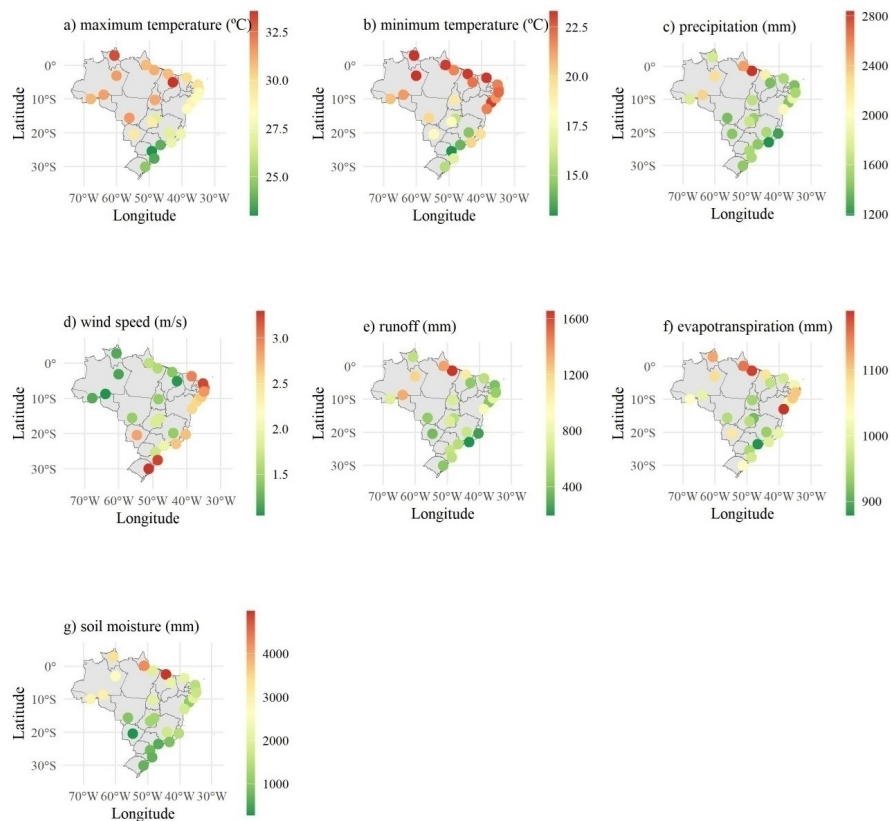 a) maximum temperature (ºC)
32.5
30.0
27.5
25.0
0°
10°S
20°S
30°S
Latitude
70°W 60°W 50°W 40°W 30°W
Longitude
b) minimum temperature (ºC)
22.5
20.0
17.5
15.0
0°
10°S
20°S
30°S
Latitude
70°W 60°W 50°W 40°W 30°W
Longitude
c) precipitation (mm)
2800
2400
2000
1600
1200
0°
10°S
20°S
30°S
Latitude
70°W 60°W 50°W 40°W 30°W
Longitude
d) wind speed (m/s)
3.0
2.5
2.0
1.5
0°
10°S
20°S
30°S
Latitude
70°W 60°W 50°W 40°W 30°W
Longitude
e) runoff (mm)
1600
1200
800
400
0°
10°S
20°S
30°S
Latitude
70°W 60°W 50°W 40°W 30°W
Longitude
f) evapotranspiration (mm)
1100
1000
900
0°
10°S
20°S
30°S
Latitude
70°W 60°W 50°W 40°W 30°W
Longitude
g) soil moisture (mm)
4000
3000
2000
1000
0°
10°S
20°S
30°S
Latitude
70°W 60°W 50°W 40°W 30°W
Longitude